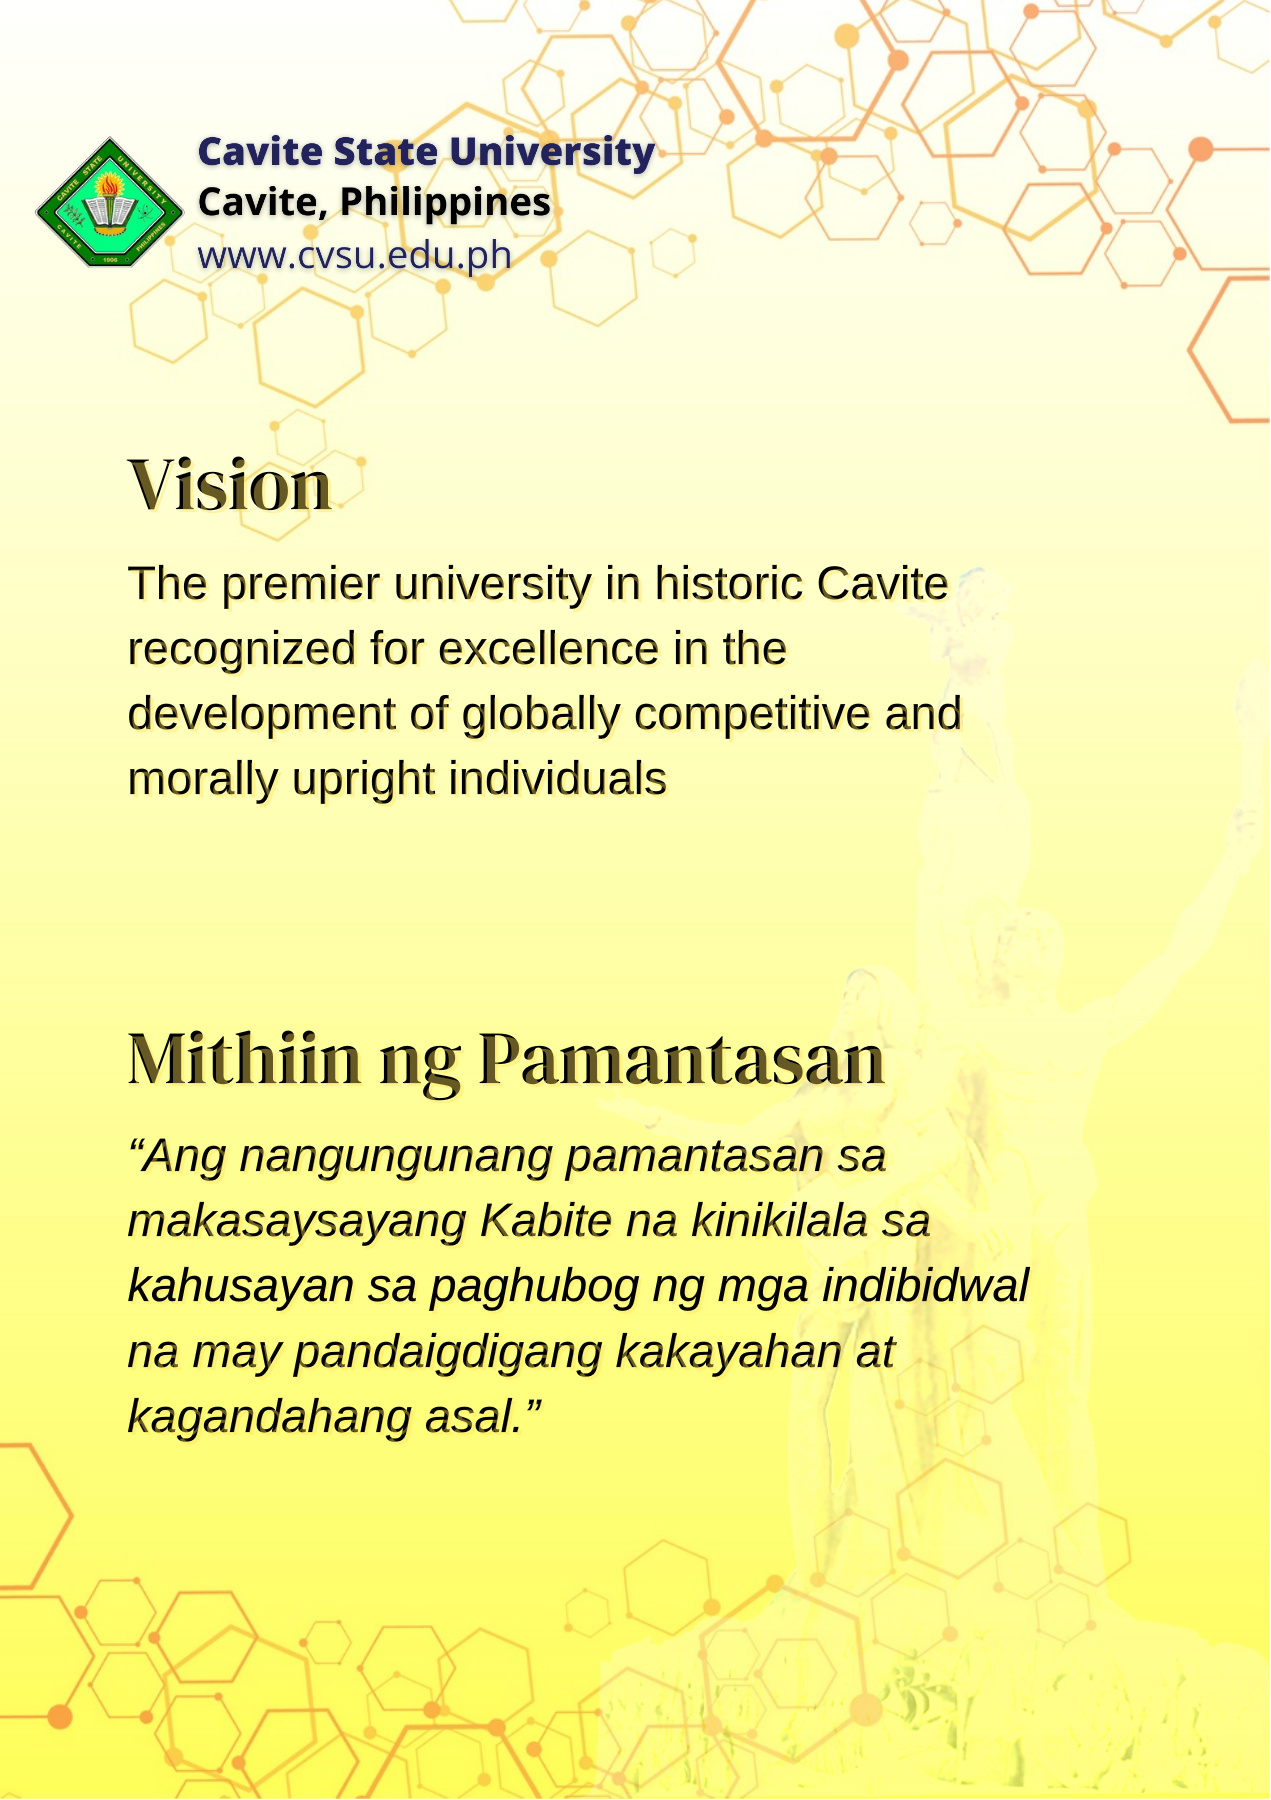 Cavite State University
Cavite, Philippines
www.cvsu.edu.ph
CAVITE STATE UNIVERSITY
CAVITE PHILIPPINES
1906
Vision
The premier university in historic Cavite
recognized for excellence in the
development of globally competitive and
morally upright individuals
Mithiin ng Pamantasan
“Ang nangungunang pamantasan sa
makasaysayang Kabite na kinikilala sa
kahusayan sa paghubog ng mga indibidwal
na may pandaigdigang kakayahan at
kagandahang asal.”